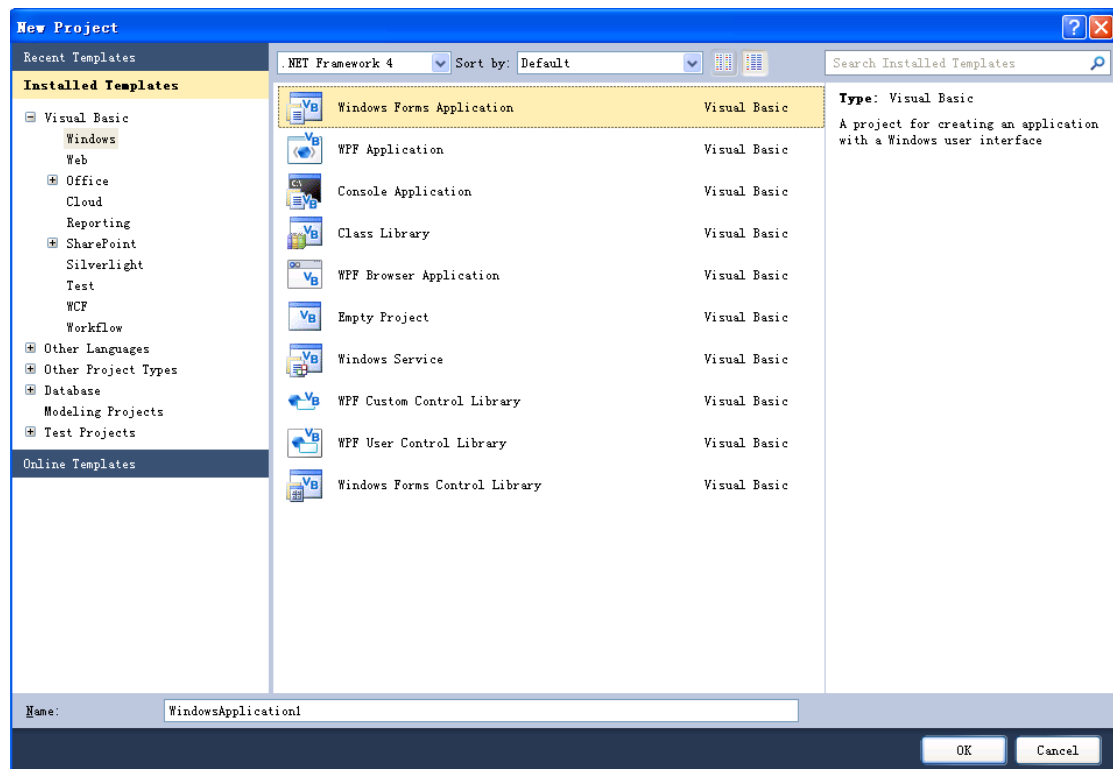 New Project
Recent Templates
Installed Templates
Visual Basic
Windows
Web
Office
Cloud
Reporting
SharePoint
Silverlight
Test
WCF
Workflow
Other Languages
Other Project Types
Database
Modeling Projects
Test Projects
Online Templates
.NET Framework 4 Sort by: Default
Windows Forms Application Visual Basic
WPF Application Visual Basic
Console Application Visual Basic
Class Library Visual Basic
WPF Browser Application Visual Basic
Empty Project Visual Basic
Windows Service Visual Basic
WPF Custom Control Library Visual Basic
WPF User Control Library Visual Basic
Windows Forms Control Library Visual Basic
Search Installed Templates
Type: Visual Basic
A project for creating an application
with a Windows user interface
Name: WindowsApplication1
OK Cancel